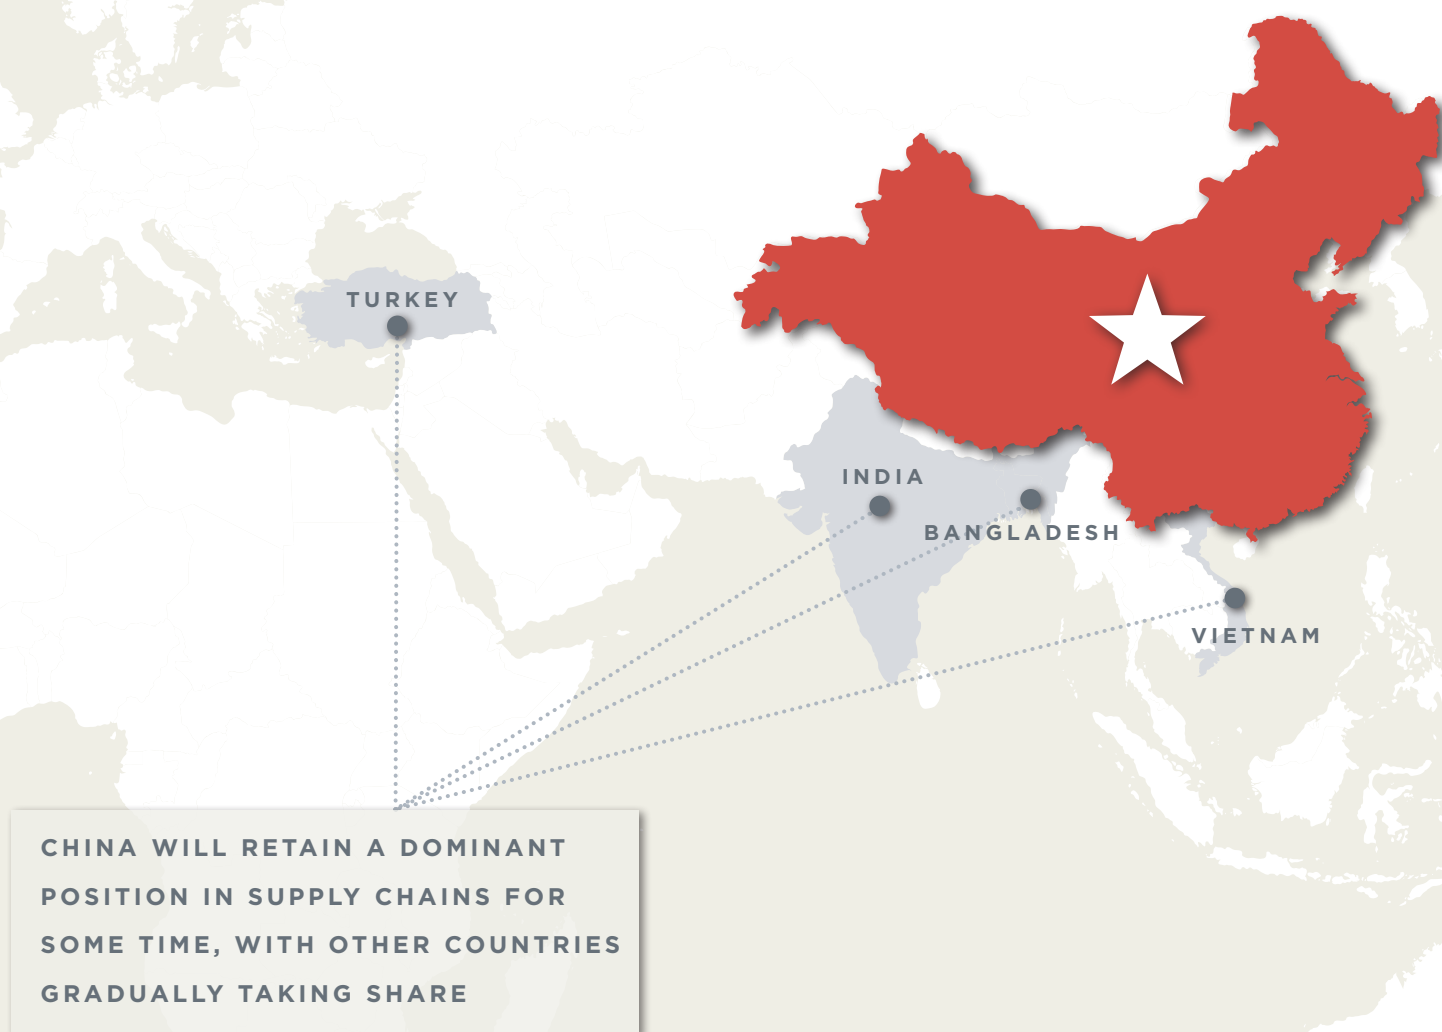 TURKEY
INDIA
BANGLADESH
VIETNAM
CHINA WILL RETAIN A DOMINANT
POSITION IN SUPPLY CHAINS FOR
SOME TIME, WITH OTHER COUNTRIES
GRADUALLY TAKING SHARE